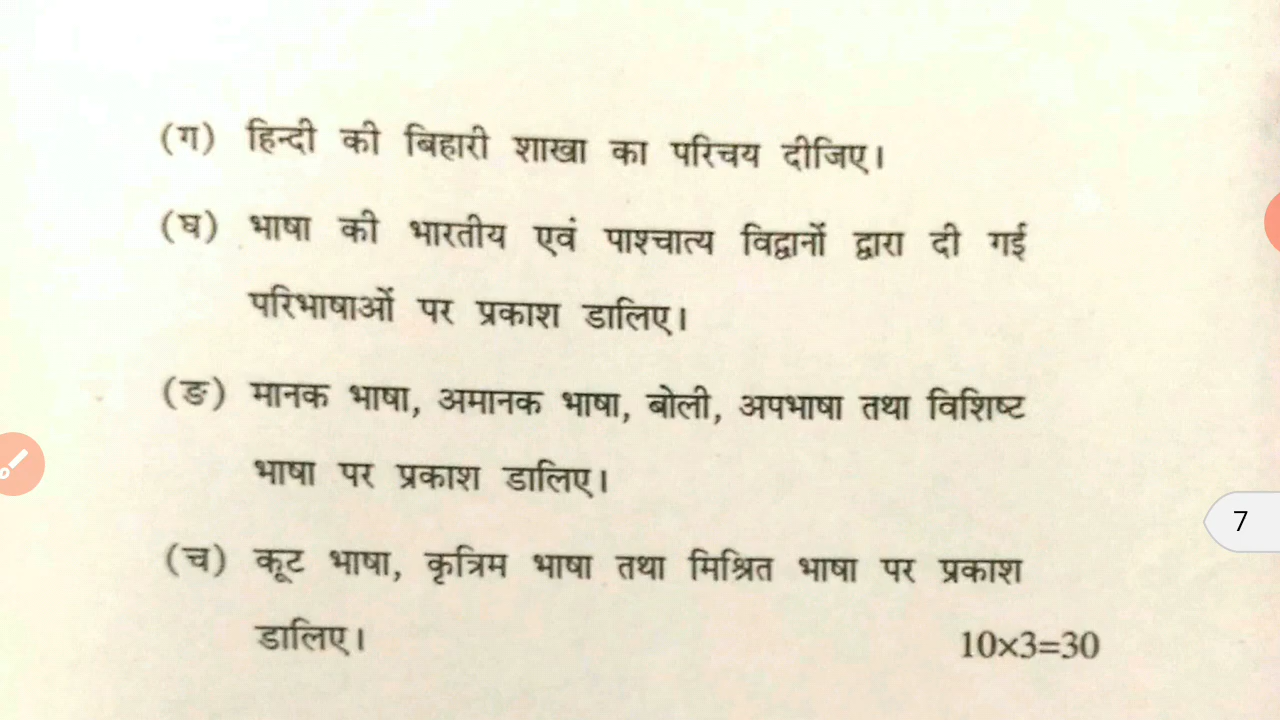 (ग) हिन्दी की बिहारी शाखा का परिचय दीजिए।
(घ) भाषा की भारतीय एवं पाश्चात्य विद्वानों द्वारा दी गई
परिभाषाओं पर प्रकाश डालिए।
(ङ) मानक भाषा, अमानक भाषा, बोली, अपभाषा तथा विशिष्ट
भाषा पर प्रकाश डालिए।
7
(च) कूट भाषा, कृत्रिम भाषा तथा मिश्रित भाषा पर प्रकाश
डालिए। 10×3=30